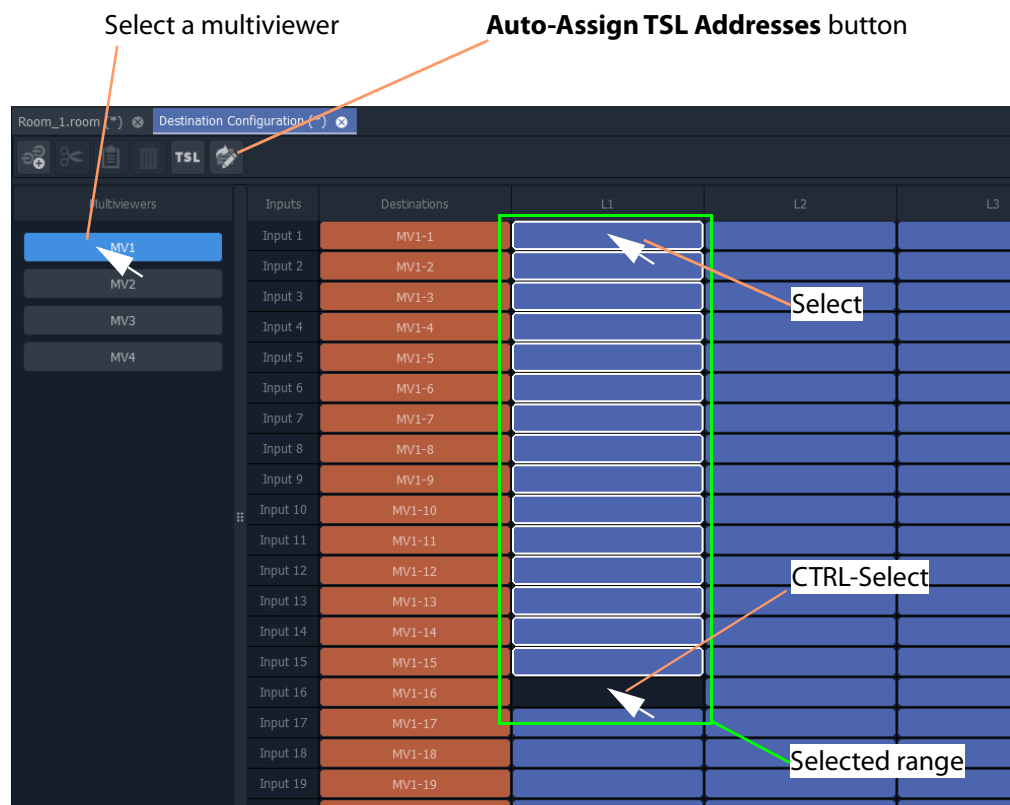 Select a multiviewer
Auto-Assign TSL Addresses button
Room_1.room (*)
Destination Configuration (*)
TSL
Multiviewers
Inputs
Destinations
L1
L2
L3
MV1
MV2
MV3
MV4
Input 1 MV1-1
Input 2 MV1-2
Input 3 MV1-3
Select
Input 4 MV1-4
Input 5 MV1-5
Input 6 MV1-6
Input 7 MV1-7
Input 8 MV1-8
Input 9 MV1-9
Input 10 MV1-10
Input 11 MV1-11
Input 12 MV1-12
CTRL-Select
Input 13 MV1-13
Input 14 MV1-14
Input 15 MV1-15
Input 16 MV1-16
Input 17 MV1-17
Input 18 MV1-18
Selected range
Input 19 MV1-19